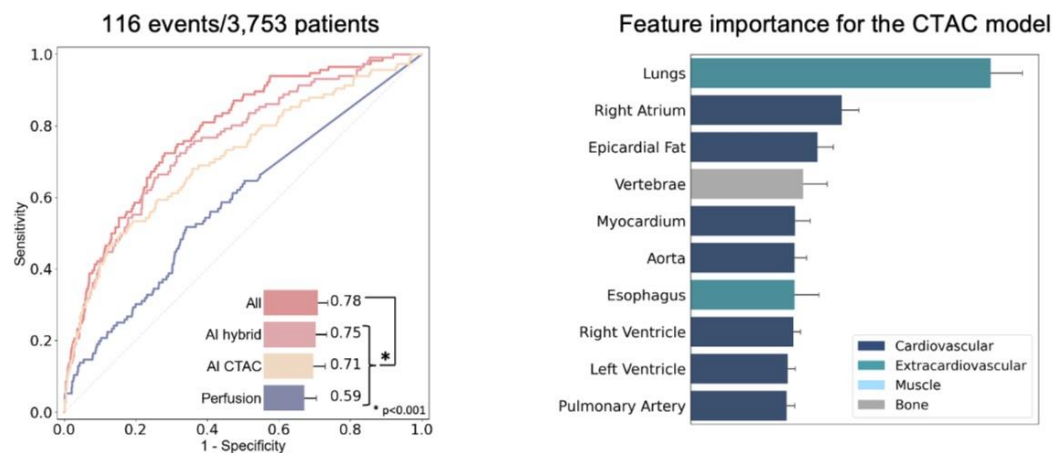 116 events/3,753 patients
Sensitivity
1.0
0.8
0.6
0.4
0.2
0.0
0.0
0.2
0.4
0.6
0.8
1.0
1 - Specificity
All
0.78
AI hybrid
0.75
AI CTAC
0.71
Perfusion
0.59
*
* p<0.001
Feature importance for the CTAC model
Lungs
Right Atrium
Epicardial Fat
Vertebrae
Myocardium
Aorta
Esophagus
Right Ventricle
Left Ventricle
Pulmonary Artery
Cardiovascular
Extracardiovascular
Muscle
Bone